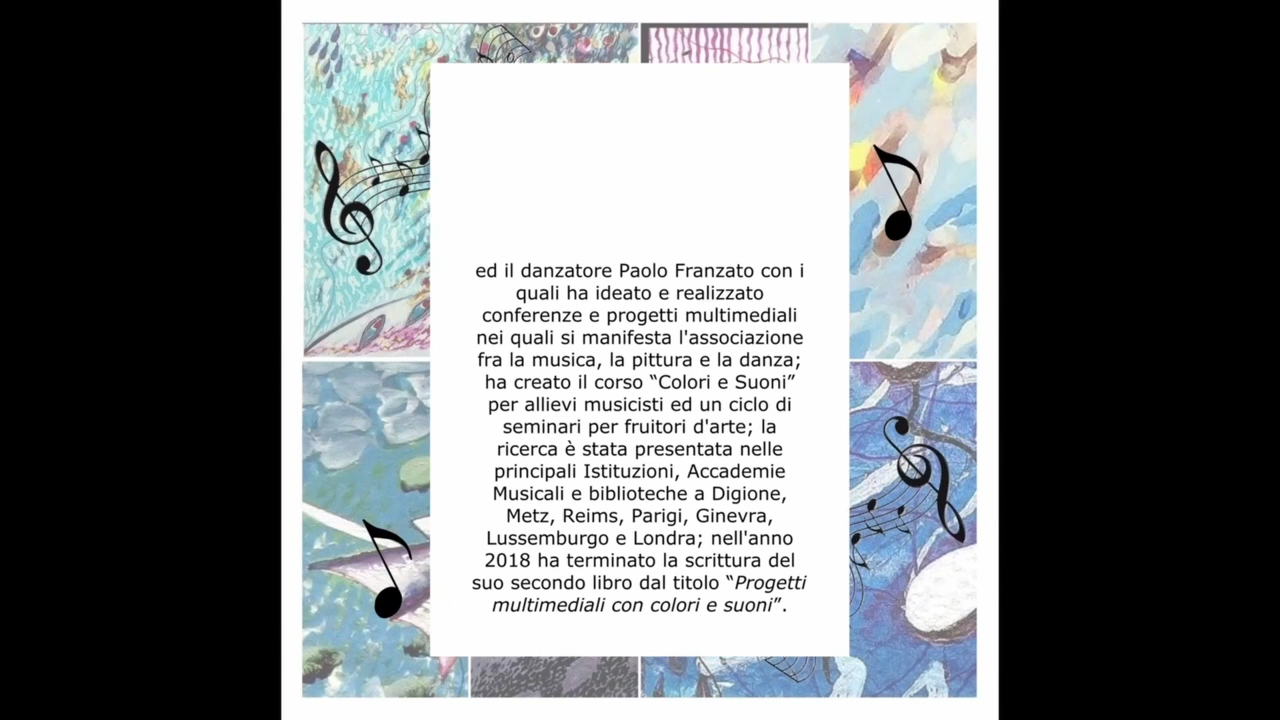 ed il danzatore Paolo Franzato con i
quali ha ideato e realizzato
conferenze e progetti multimediali
nei quali si manifesta l'associazione
fra la musica, la pittura e la danza;
ha creato il corso “Colori e Suoni”
per allievi musicisti ed un ciclo di
seminari per fruitori d'arte; la
ricerca è stata presentata nelle
principali Istituzioni, Accademie
Musicali e biblioteche a Digione,
Metz, Reims, Parigi, Ginevra,
Lussemburgo e Londra; nell'anno
2018 ha terminato la scrittura del
suo secondo libro dal titolo “Progetti
multimediali con colori e suoni”.